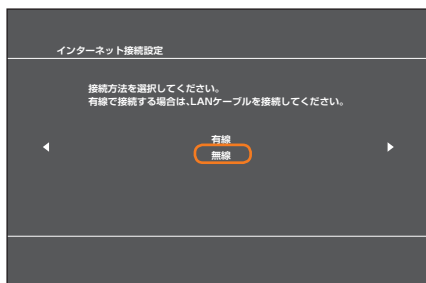 インターネット接続設定
接続方法を選択してください。
有線で接続する場合は、LANケーブルを接続してください。
有線
無線